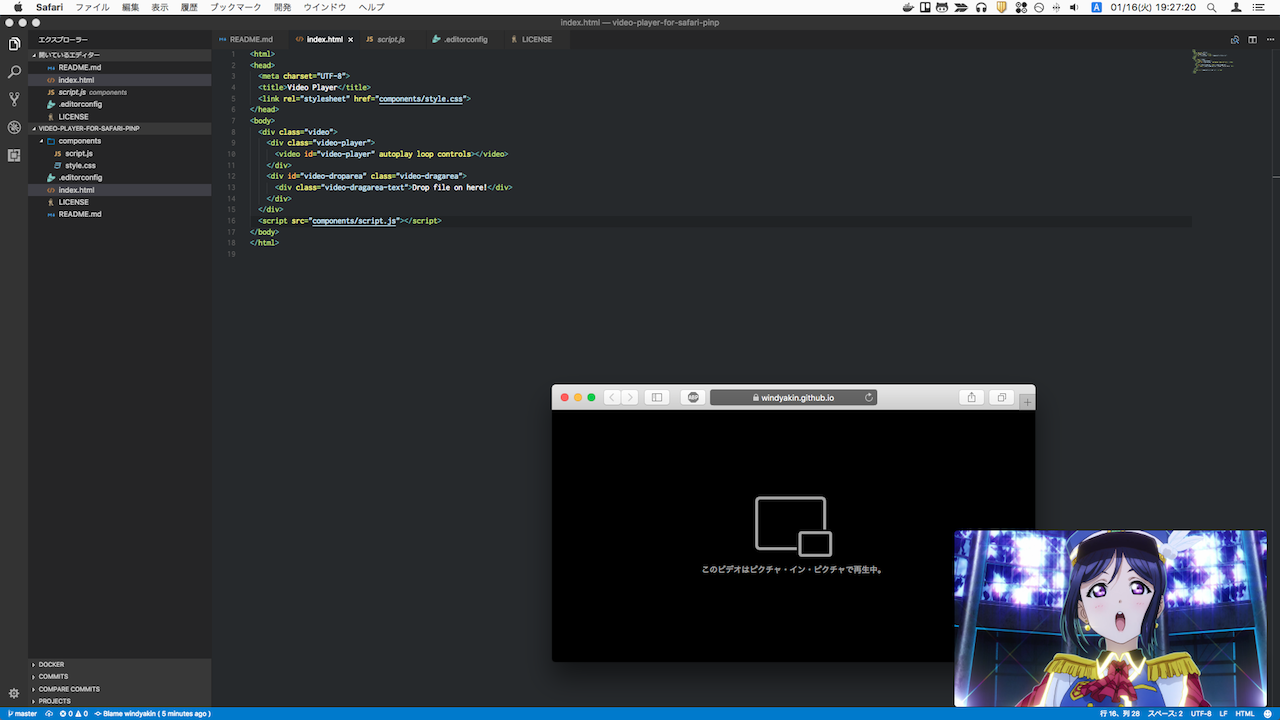 Safari ファイル 編集 表示 履歴 ブックマーク 開発 ウインドウ ヘルプ
A 01/16(火) 19:27:20
index.html — video-player-for-safari-pinp
エクスプローラー
開いているエディター
README.md
index.html
JS script.js components
.editorconfig
LICENSE
VIDEO-PLAYER-FOR-SAFARI-PINP
components
JS script.js
style.css
.editorconfig
index.html
LICENSE
README.md
DOCKER
COMMITS
COMPARE COMMITS
PROJECTS
README.md index.html × JS script.js .editorconfig LICENSE
1 <html>
2 <head>
3 <meta charset="UTF-8">
4 <title>Video Player</title>
5 <link rel="stylesheet" href="components/style.css">
6 </head>
7 <body>
8 <div class="video">
9 <div class="video-player">
10 <video id="video-player" autoplay loop controls></video>
11 </div>
12 <div id="video-droparea" class="video-dragarea">
13 <div class="video-dragarea-text">Drop file on here!</div>
14 </div>
15 </div>
16 <script src="components/script.js"></script>
17 </body>
18 </html>
19
ABP windyakin.github.io
このビデオはピクチャ・イン・ピクチャで再生中。
master 0 0 Blame windyakin ( 5 minutes ago )
行 16、列 28 スペース: 2 UTF-8 LF HTML